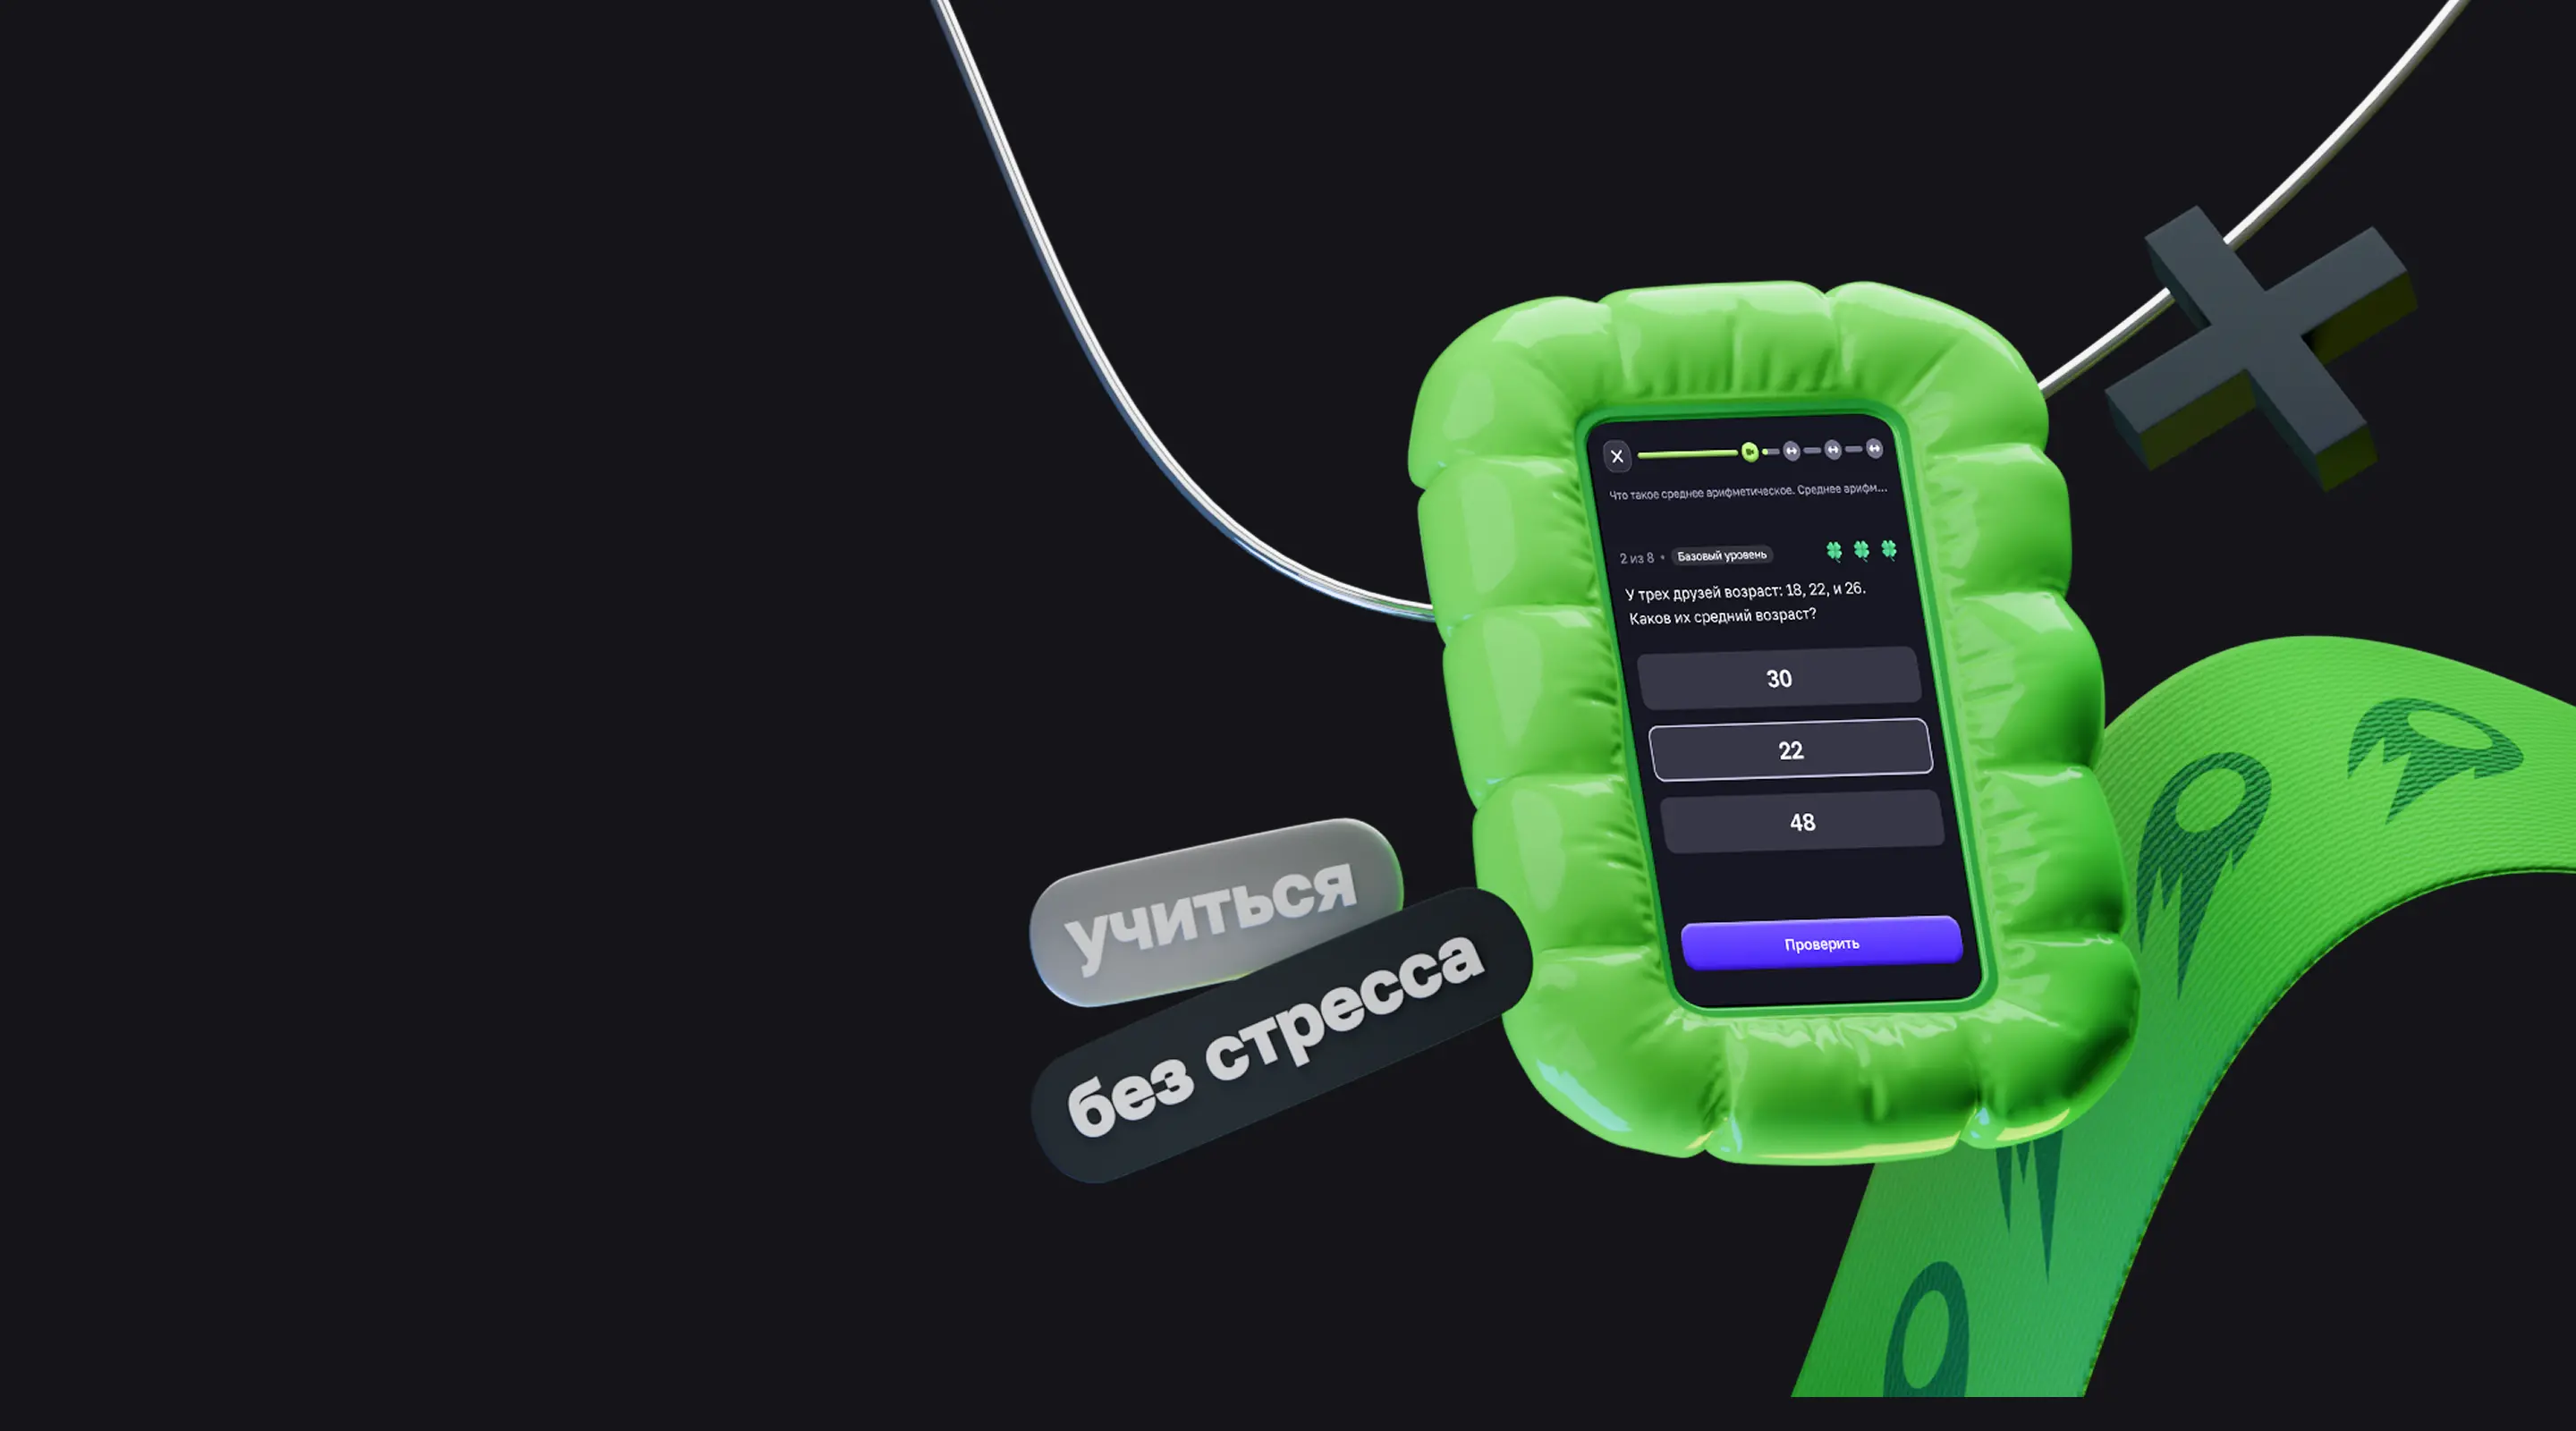 Что такое среднее арифметическое. Среднее арифм...
2 из 8 • Базовый уровень
У трех друзей возраст: 18, 22, и 26.
Каков их средний возраст?
30
22
48
Проверить
учиться
без стресса